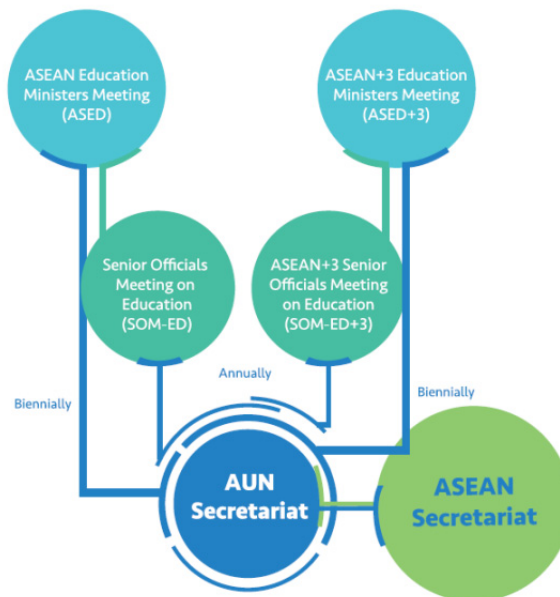 ASEAN Education
Ministers Meeting
(ASED)
ASEAN+3 Education
Ministers Meeting
(ASED+3)
Senior Officials
Meeting on
Education
(SOM-ED)
ASEAN+3 Senior
Officials Meeting
on Education
(SOM-ED+3)
Annually
Biennially
Biennially
AUN
Secretariat
ASEAN
Secretariat